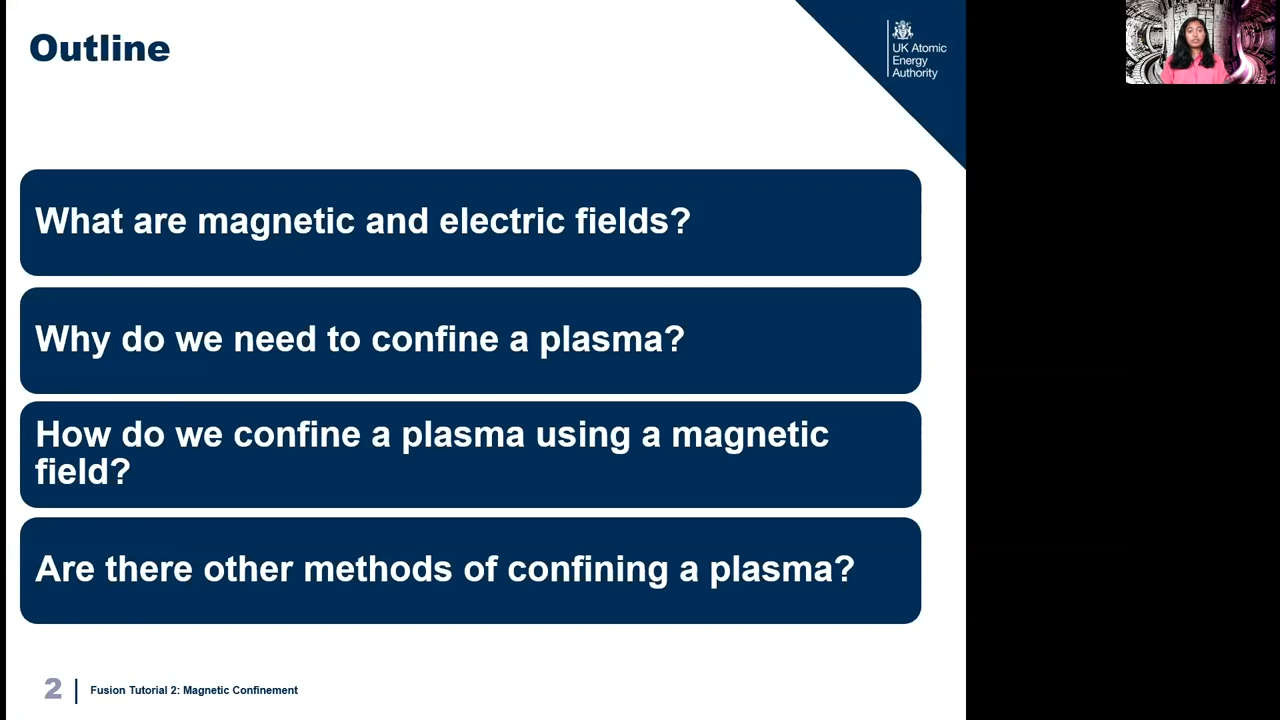 Outline
UK Atomic
Energy
Authority
What are magnetic and electric fields?
Why do we need to confine a plasma?
How do we confine a plasma using a magnetic
field?
Are there other methods of confining a plasma?
2
Fusion Tutorial 2: Magnetic Confinement